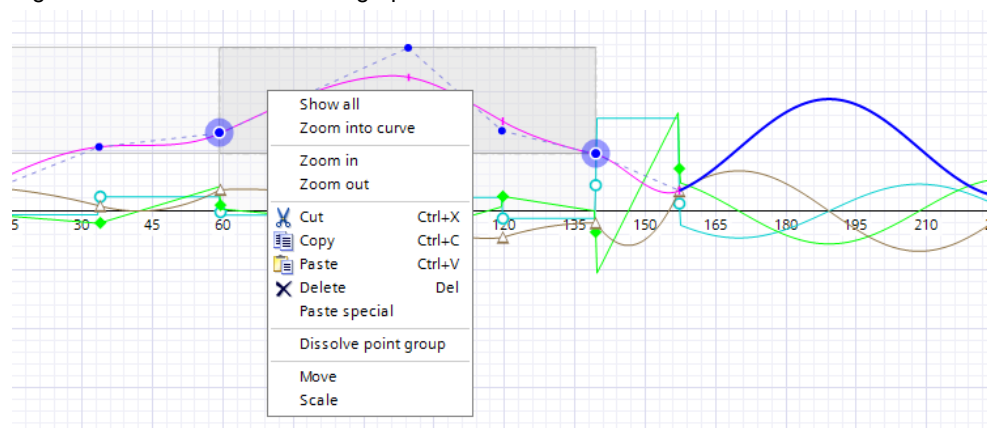 Show all
Zoom into curve
Zoom in
Zoom out
Cut Ctrl+X
Copy Ctrl+C
Paste Ctrl+V
Delete Del
Paste special
Dissolve point group
Move
Scale
30 45 60 120 135 150 165 180 195 210